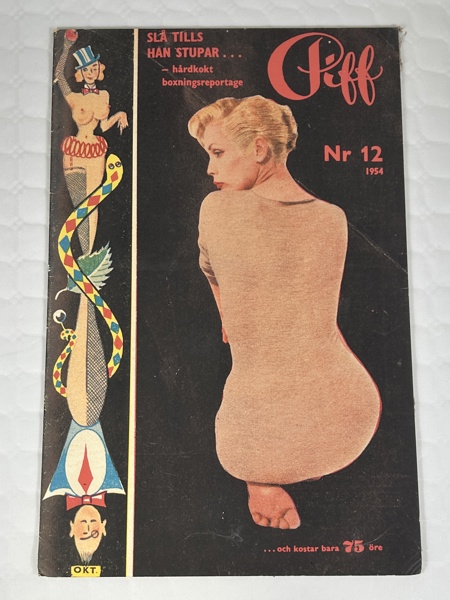 SLÅ TILLS
HAN STUPAR . . .
– hårdkokt
boxningsreportage
Piff
Nr 12
1954
. . . och kostar bara 75 öre
OKT.